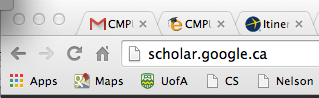 CMPU CMPU Itiner
scholar.google.ca
Apps Maps UofA CS Nelson